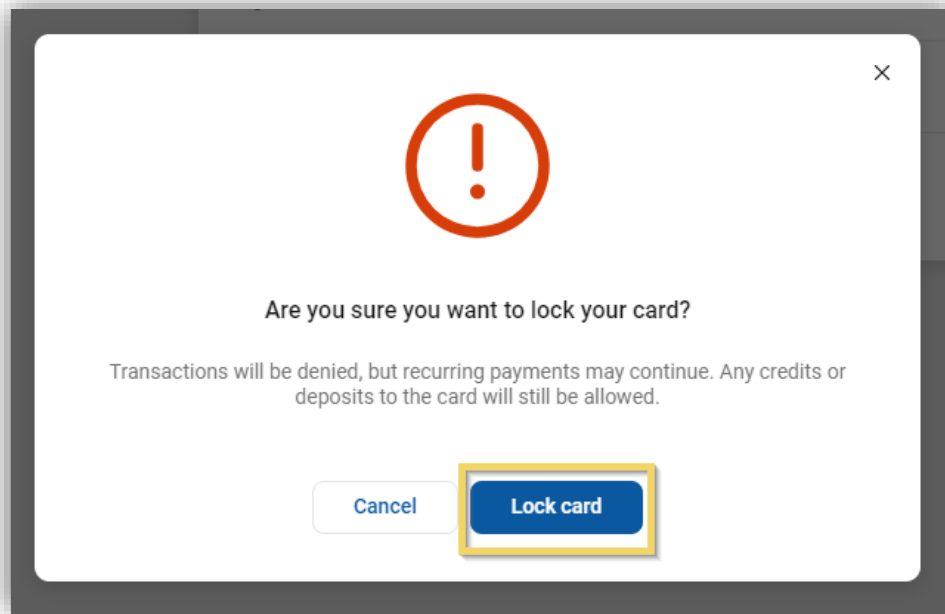 Are you sure you want to lock your card?
Transactions will be denied, but recurring payments may continue. Any credits or
deposits to the card will still be allowed.
Cancel
Lock card